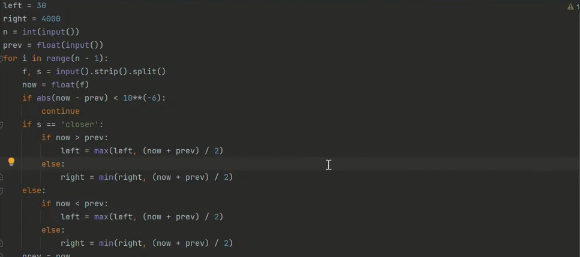 left = 30
right = 4000
n = int(input())
prev = float(input())
for i in range(n - 1):
    f, s = input().strip().split()
    now = float(f)
    if abs(now - prev) < 10**(-6):
        continue
    if s == 'closer':
        if now > prev:
            left = max(left, (now + prev) / 2)
        else:
            right = min(right, (now + prev) / 2)
    else:
        if now < prev:
            left = max(left, (now + prev) / 2)
        else:
            right = min(right, (now + prev) / 2)
    prev = now